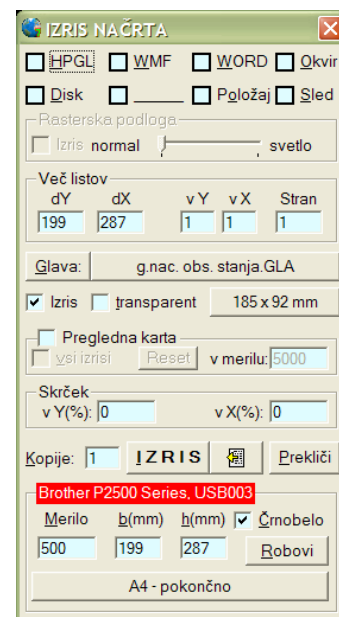 IZRIS NAČRTA
HPGL WMF WORD Okvir
Disk _____ Položaj Sled
Rasterska podloga
Izris normal svetlo
Več listov
dY dX v Y v X Stran
199 287 1 1 1
Glava: g.nac. obs. stanja.GLA
Izris transparent 185 x 92 mm
Pregledna karta
vsi izrisi Reset v merilu: 5000
Skrček
v Y(%): 0 v X(%): 0
Kopije: 1 IZRIS Prekliči
Brother P2500 Series, USB003
Merilo b(mm) h(mm) Črnobelo
500 199 287 Robovi
A4 - pokončno